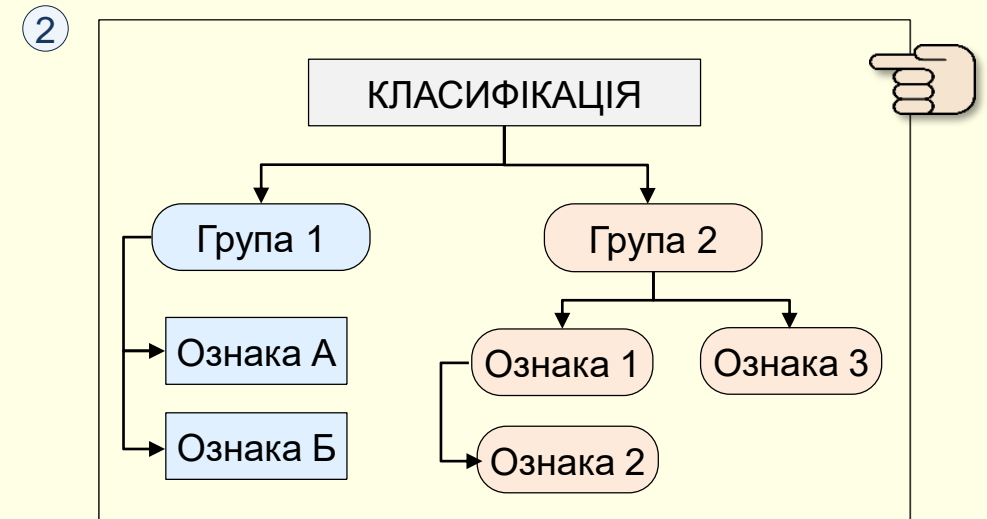 2
КЛАСИФІКАЦІЯ
Група 1
Група 2
Ознака А
Ознака 1
Ознака 3
Ознака Б
Ознака 2